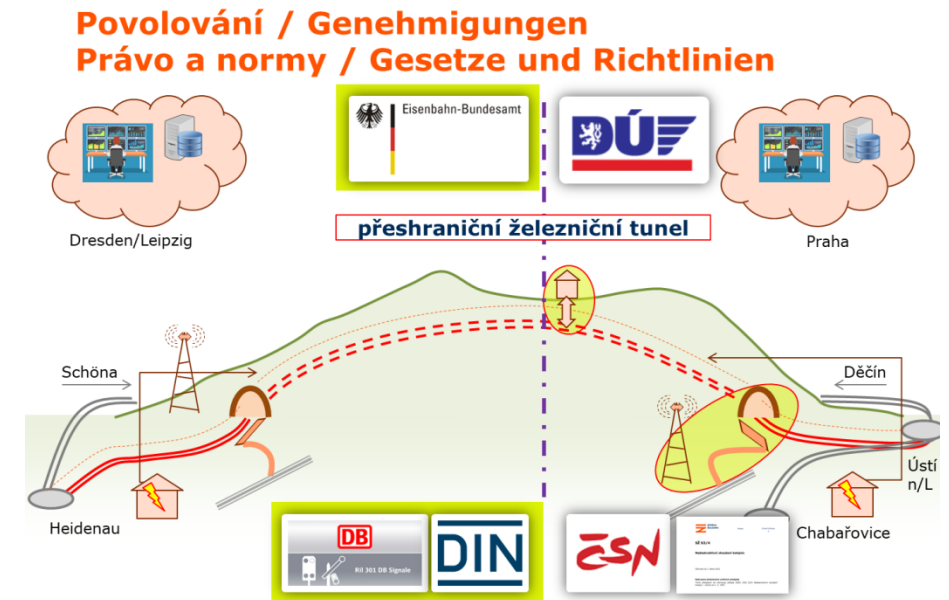 Povolování / Genehmigungen
Právo a normy / Gesetze und Richtlinien
Eisenbahn-Bundesamt
DÚ
Dresden/Leipzig
přeshraniční železniční tunel
Praha
Schöna
Děčín
Ústí
n/L
Heidenau
Chabařovice
DB
Ril 301 DB Signale
DIN
ČSN